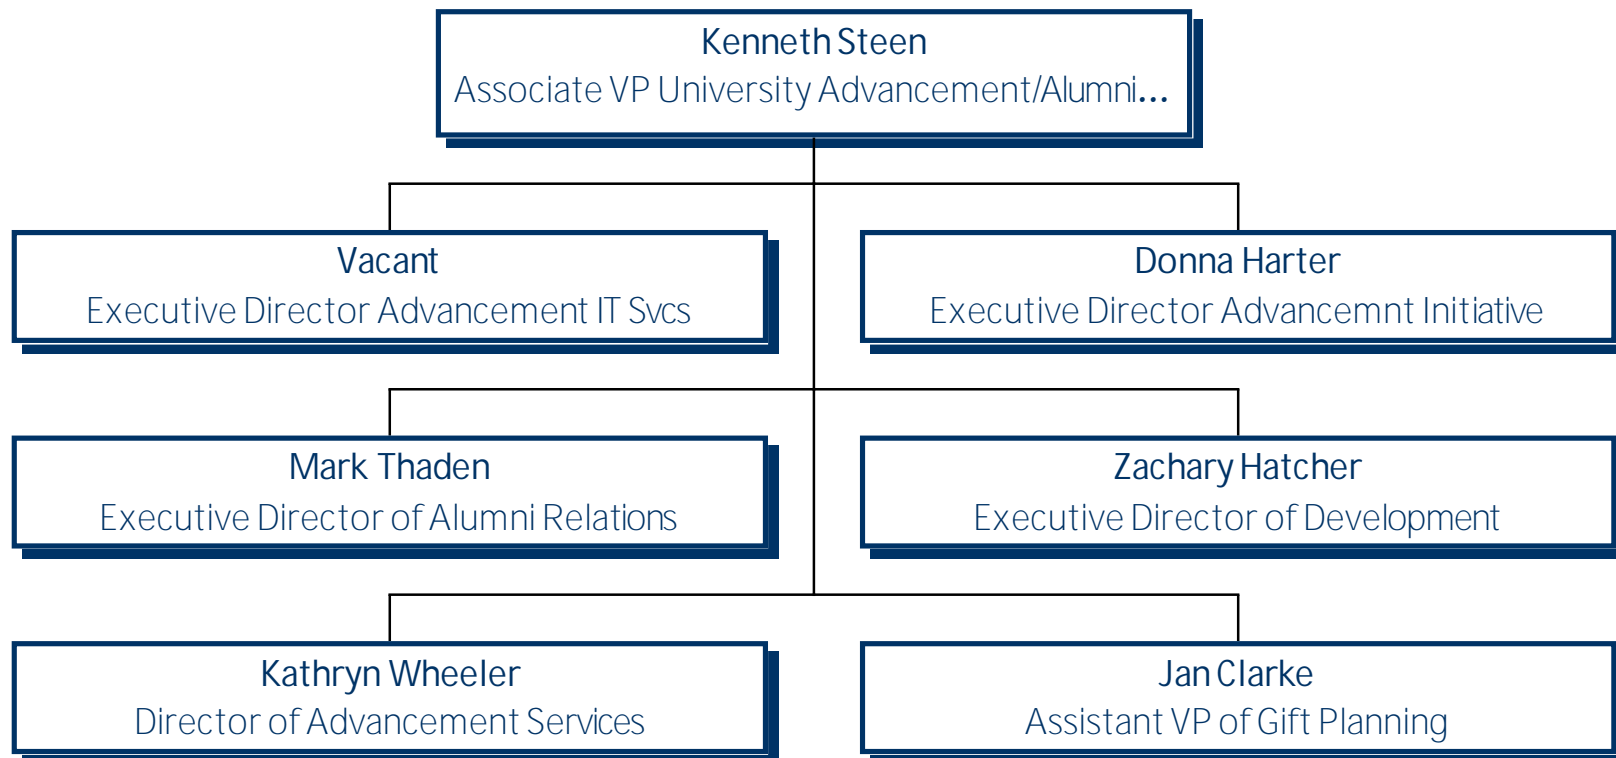 Kenneth Steen
Associate VP University Advancement/Alumni...
Vacant
Executive Director Advancement IT Svcs
Donna Harter
Executive Director Advancemnt Initiative
Mark Thaden
Executive Director of Alumni Relations
Zachary Hatcher
Executive Director of Development
Kathryn Wheeler
Director of Advancement Services
Jan Clarke
Assistant VP of Gift Planning